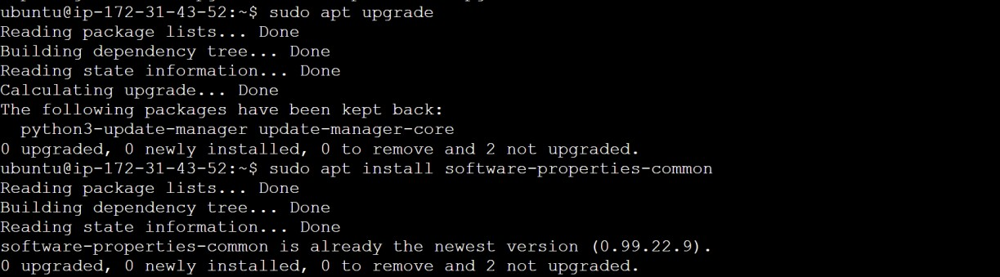 ubuntu@ip-172-31-43-52:~$ sudo apt upgrade
Reading package lists... Done
Building dependency tree... Done
Reading state information... Done
Calculating upgrade... Done
The following packages have been kept back:
  python3-update-manager update-manager-core
0 upgraded, 0 newly installed, 0 to remove and 2 not upgraded.
ubuntu@ip-172-31-43-52:~$ sudo apt install software-properties-common
Reading package lists... Done
Building dependency tree... Done
Reading state information... Done
software-properties-common is already the newest version (0.99.22.9).
0 upgraded, 0 newly installed, 0 to remove and 2 not upgraded.